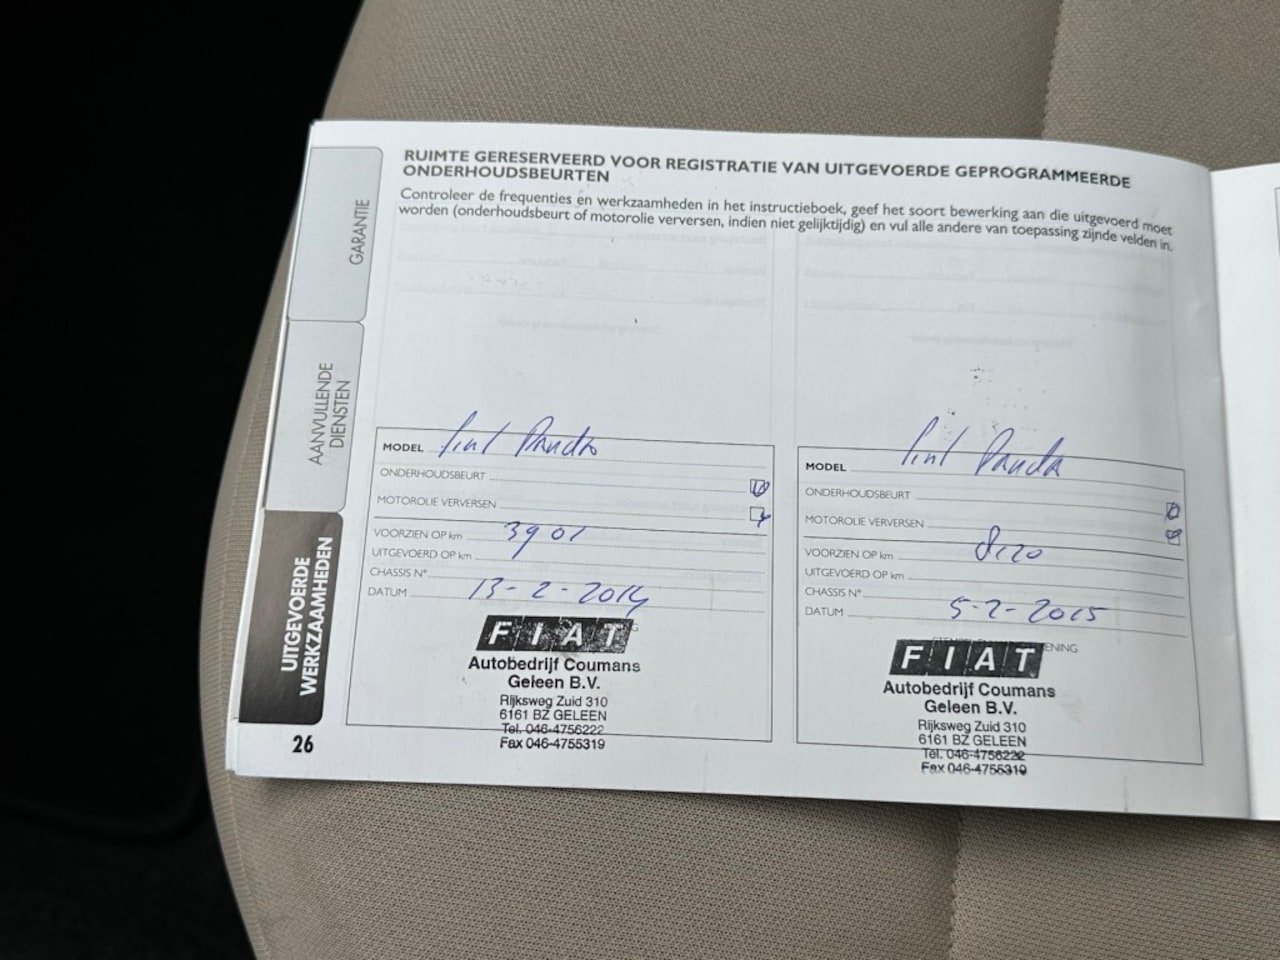 RUIMTE GERESERVEERD VOOR REGISTRATIE VAN UITGEVOERDE GEPROGRAMMEERDE
ONDERHOUDSBEURTEN
Controleer de frequenties en werkzaamheden in het instructieboek, geef het soort bewerking aan die uitgevoerd moet
worden (onderhoudsbeurt of motorolie verversen, indien niet gelijktijdig) en vul alle andere van toepassing zijnde velden in.
GARANTIE
AANVULLENDE
DIENSTEN
UITGEVOERDE
WERKZAAMHEDEN
26
MODEL Fiat Panda
ONDERHOUDSBEURT
MOTOROLIE VERVERSEN
VOORZIEN OP km 3901
UITGEVOERD OP km
CHASSIS N°
DATUM 13-2-2014
FIAT
Autobedrijf Coumans
Geleen B.V.
Rijksweg Zuid 310
6161 BZ GELEEN
Tel. 046-4756222
Fax 046-4755319
MODEL Fiat Panda
ONDERHOUDSBEURT
MOTOROLIE VERVERSEN
VOORZIEN OP km 8120
UITGEVOERD OP km
CHASSIS N°
DATUM 5-2-2015
FIAT
Autobedrijf Coumans
Geleen B.V.
Rijksweg Zuid 310
6161 BZ GELEEN
Tel. 046-4756222
Fax 046-4755319